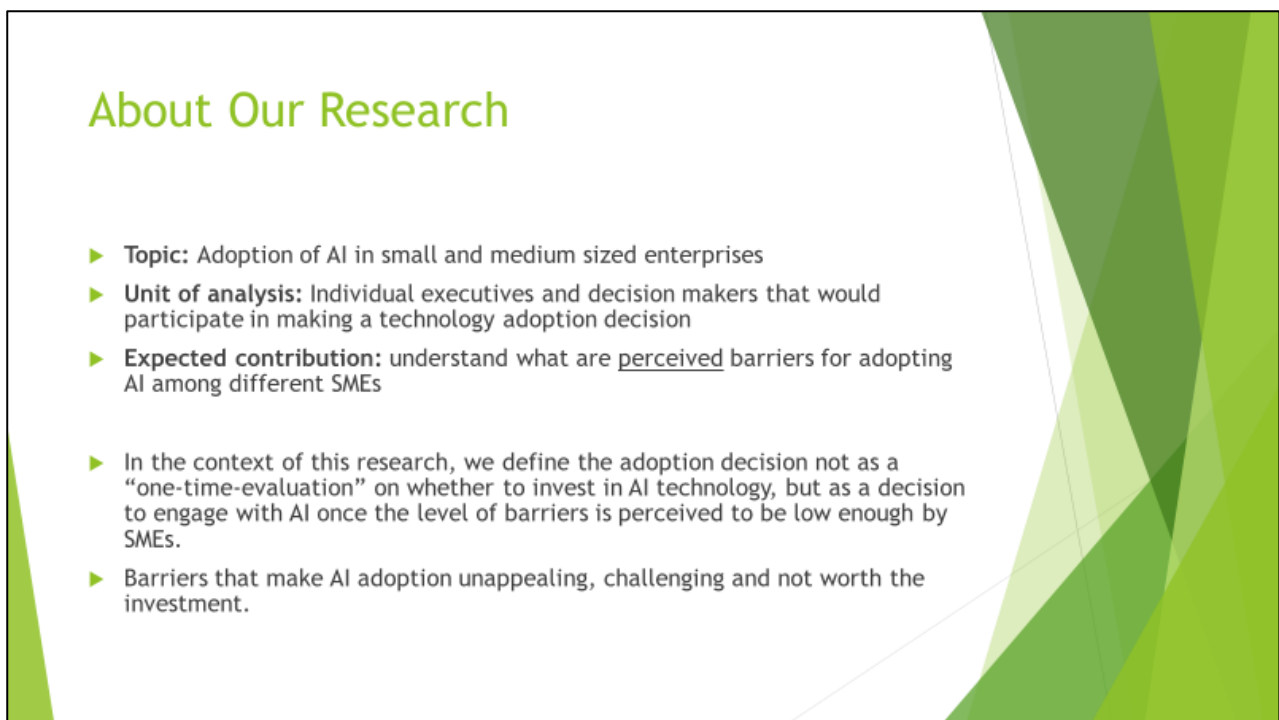 About Our Research
Topic: Adoption of AI in small and medium sized enterprises
Unit of analysis: Individual executives and decision makers that would
participate in making a technology adoption decision
Expected contribution: understand what are perceived barriers for adopting
AI among different SMEs
In the context of this research, we define the adoption decision not as a
“one-time-evaluation” on whether to invest in AI technology, but as a decision
to engage with AI once the level of barriers is perceived to be low enough by
SMEs.
Barriers that make AI adoption unappealing, challenging and not worth the
investment.